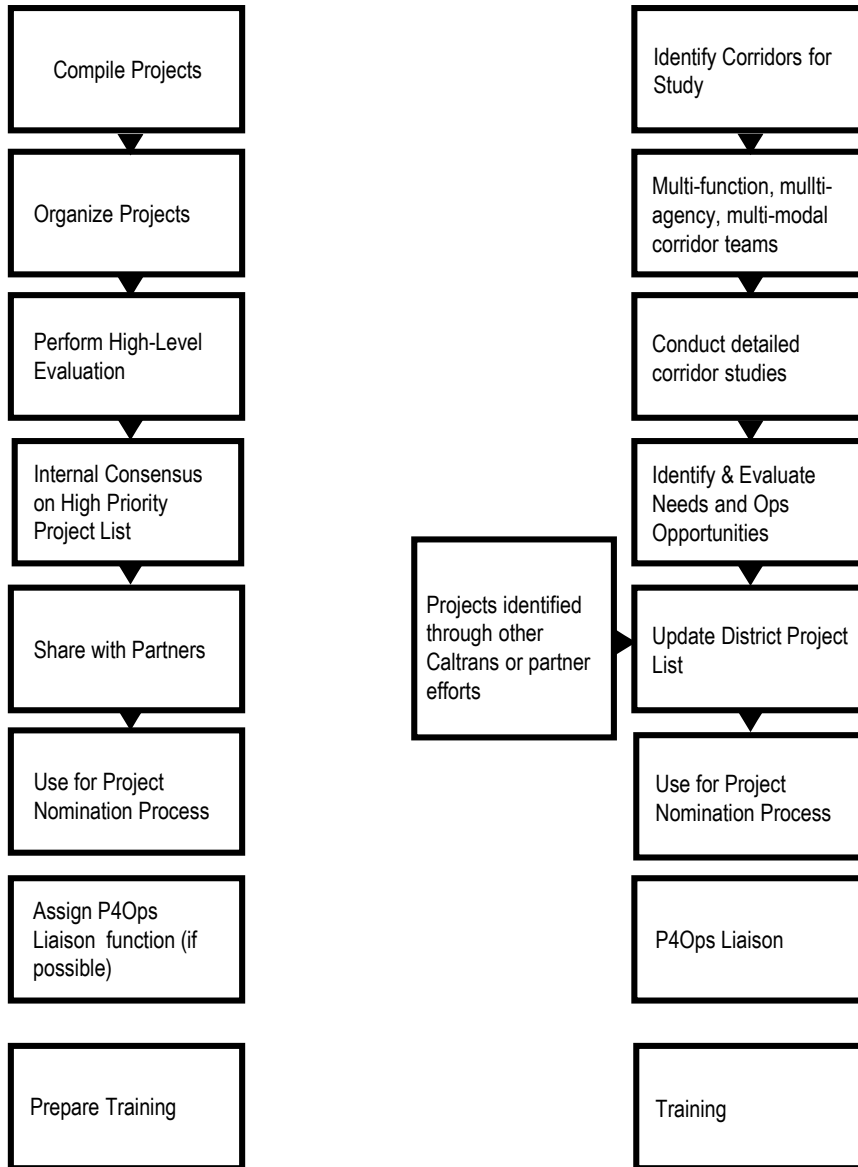 Compile Projects
Organize Projects
Perform High-Level
Evaluation
Internal Consensus
on High Priority
Project List
Share with Partners
Use for Project
Nomination Process
Assign P4Ops
Liaison function (if
possible)
Prepare Training
Projects identified
through other
Caltrans or partner
efforts
Identify Corridors for
Study
Multi-function, mullti-
agency, multi-modal
corridor teams
Conduct detailed
corridor studies
Identify & Evaluate
Needs and Ops
Opportunities
Update District Project
List
Use for Project
Nomination Process
P4Ops Liaison
Training